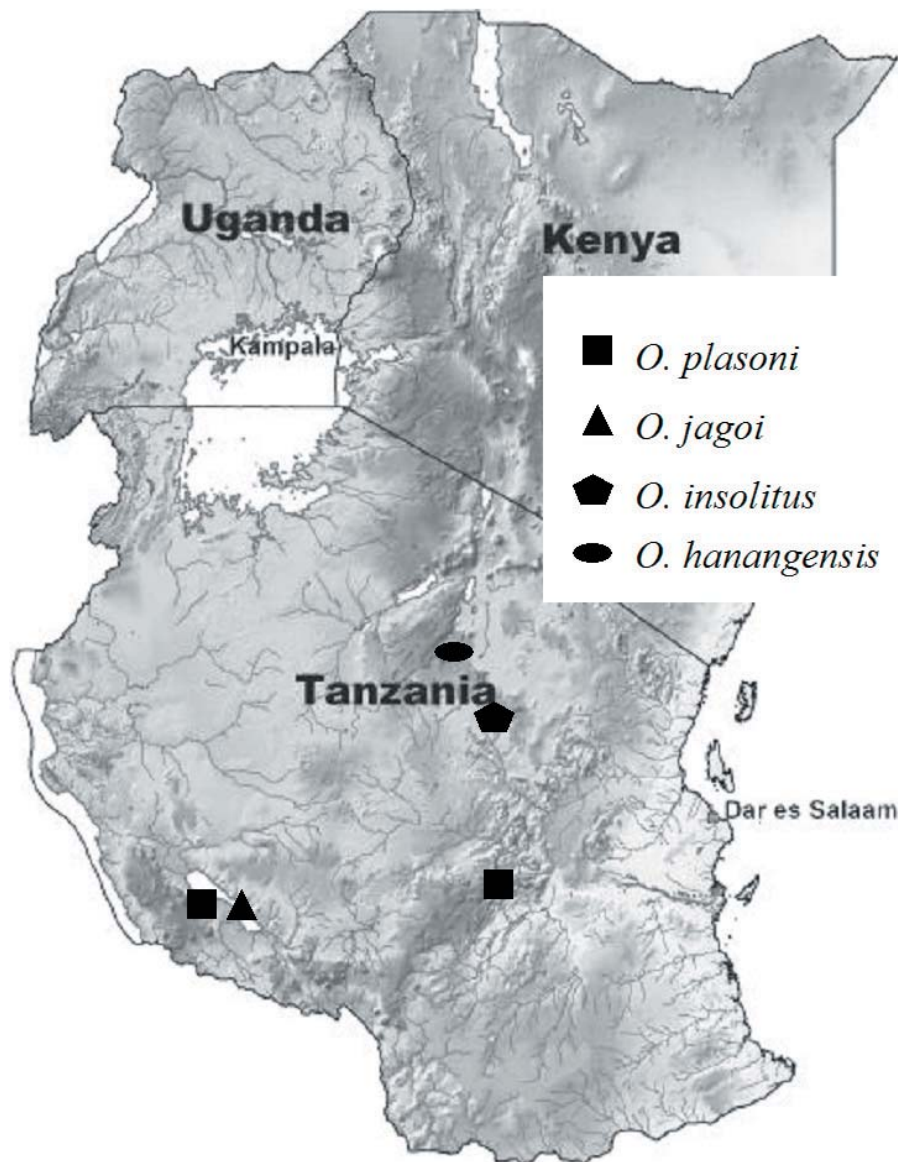 Uganda
Kenya
Kampala
O. plasoni
O. jagoi
O. insolitus
O. hanangensis
Tanzania
Dar es Salaam